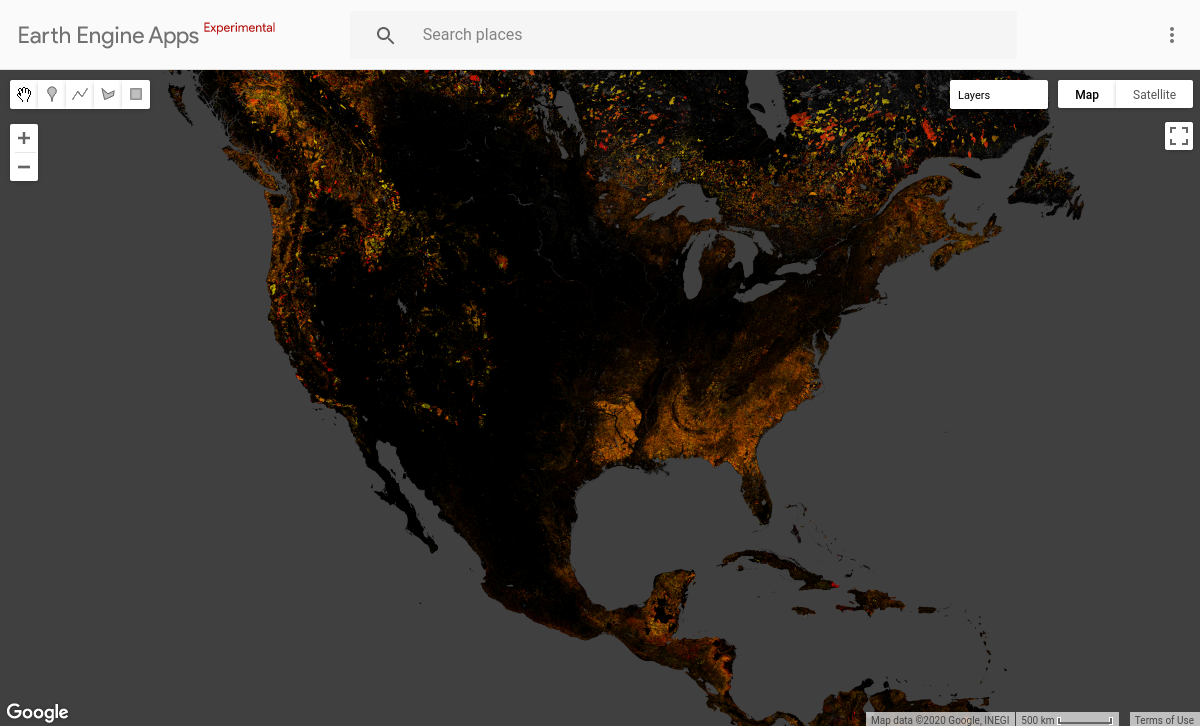 Earth Engine Apps Experimental
Search places
Layers
Map Satellite
+
−
Google
Map data ©2020 Google, INEGI 500 km Terms of Use